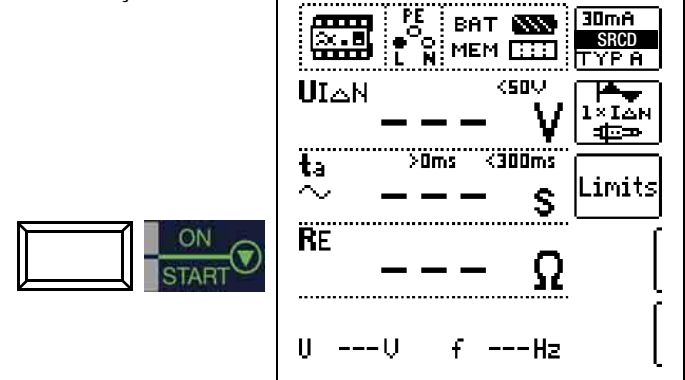 PE
BAT
MEM
L N
30mA
SRCD
TYP A
UI△N <50V
--- V
1×I△N
ta >0ms <300ms
~ --- s
Limits
RE
--- Ω
ON
START
U ---V f ---Hz